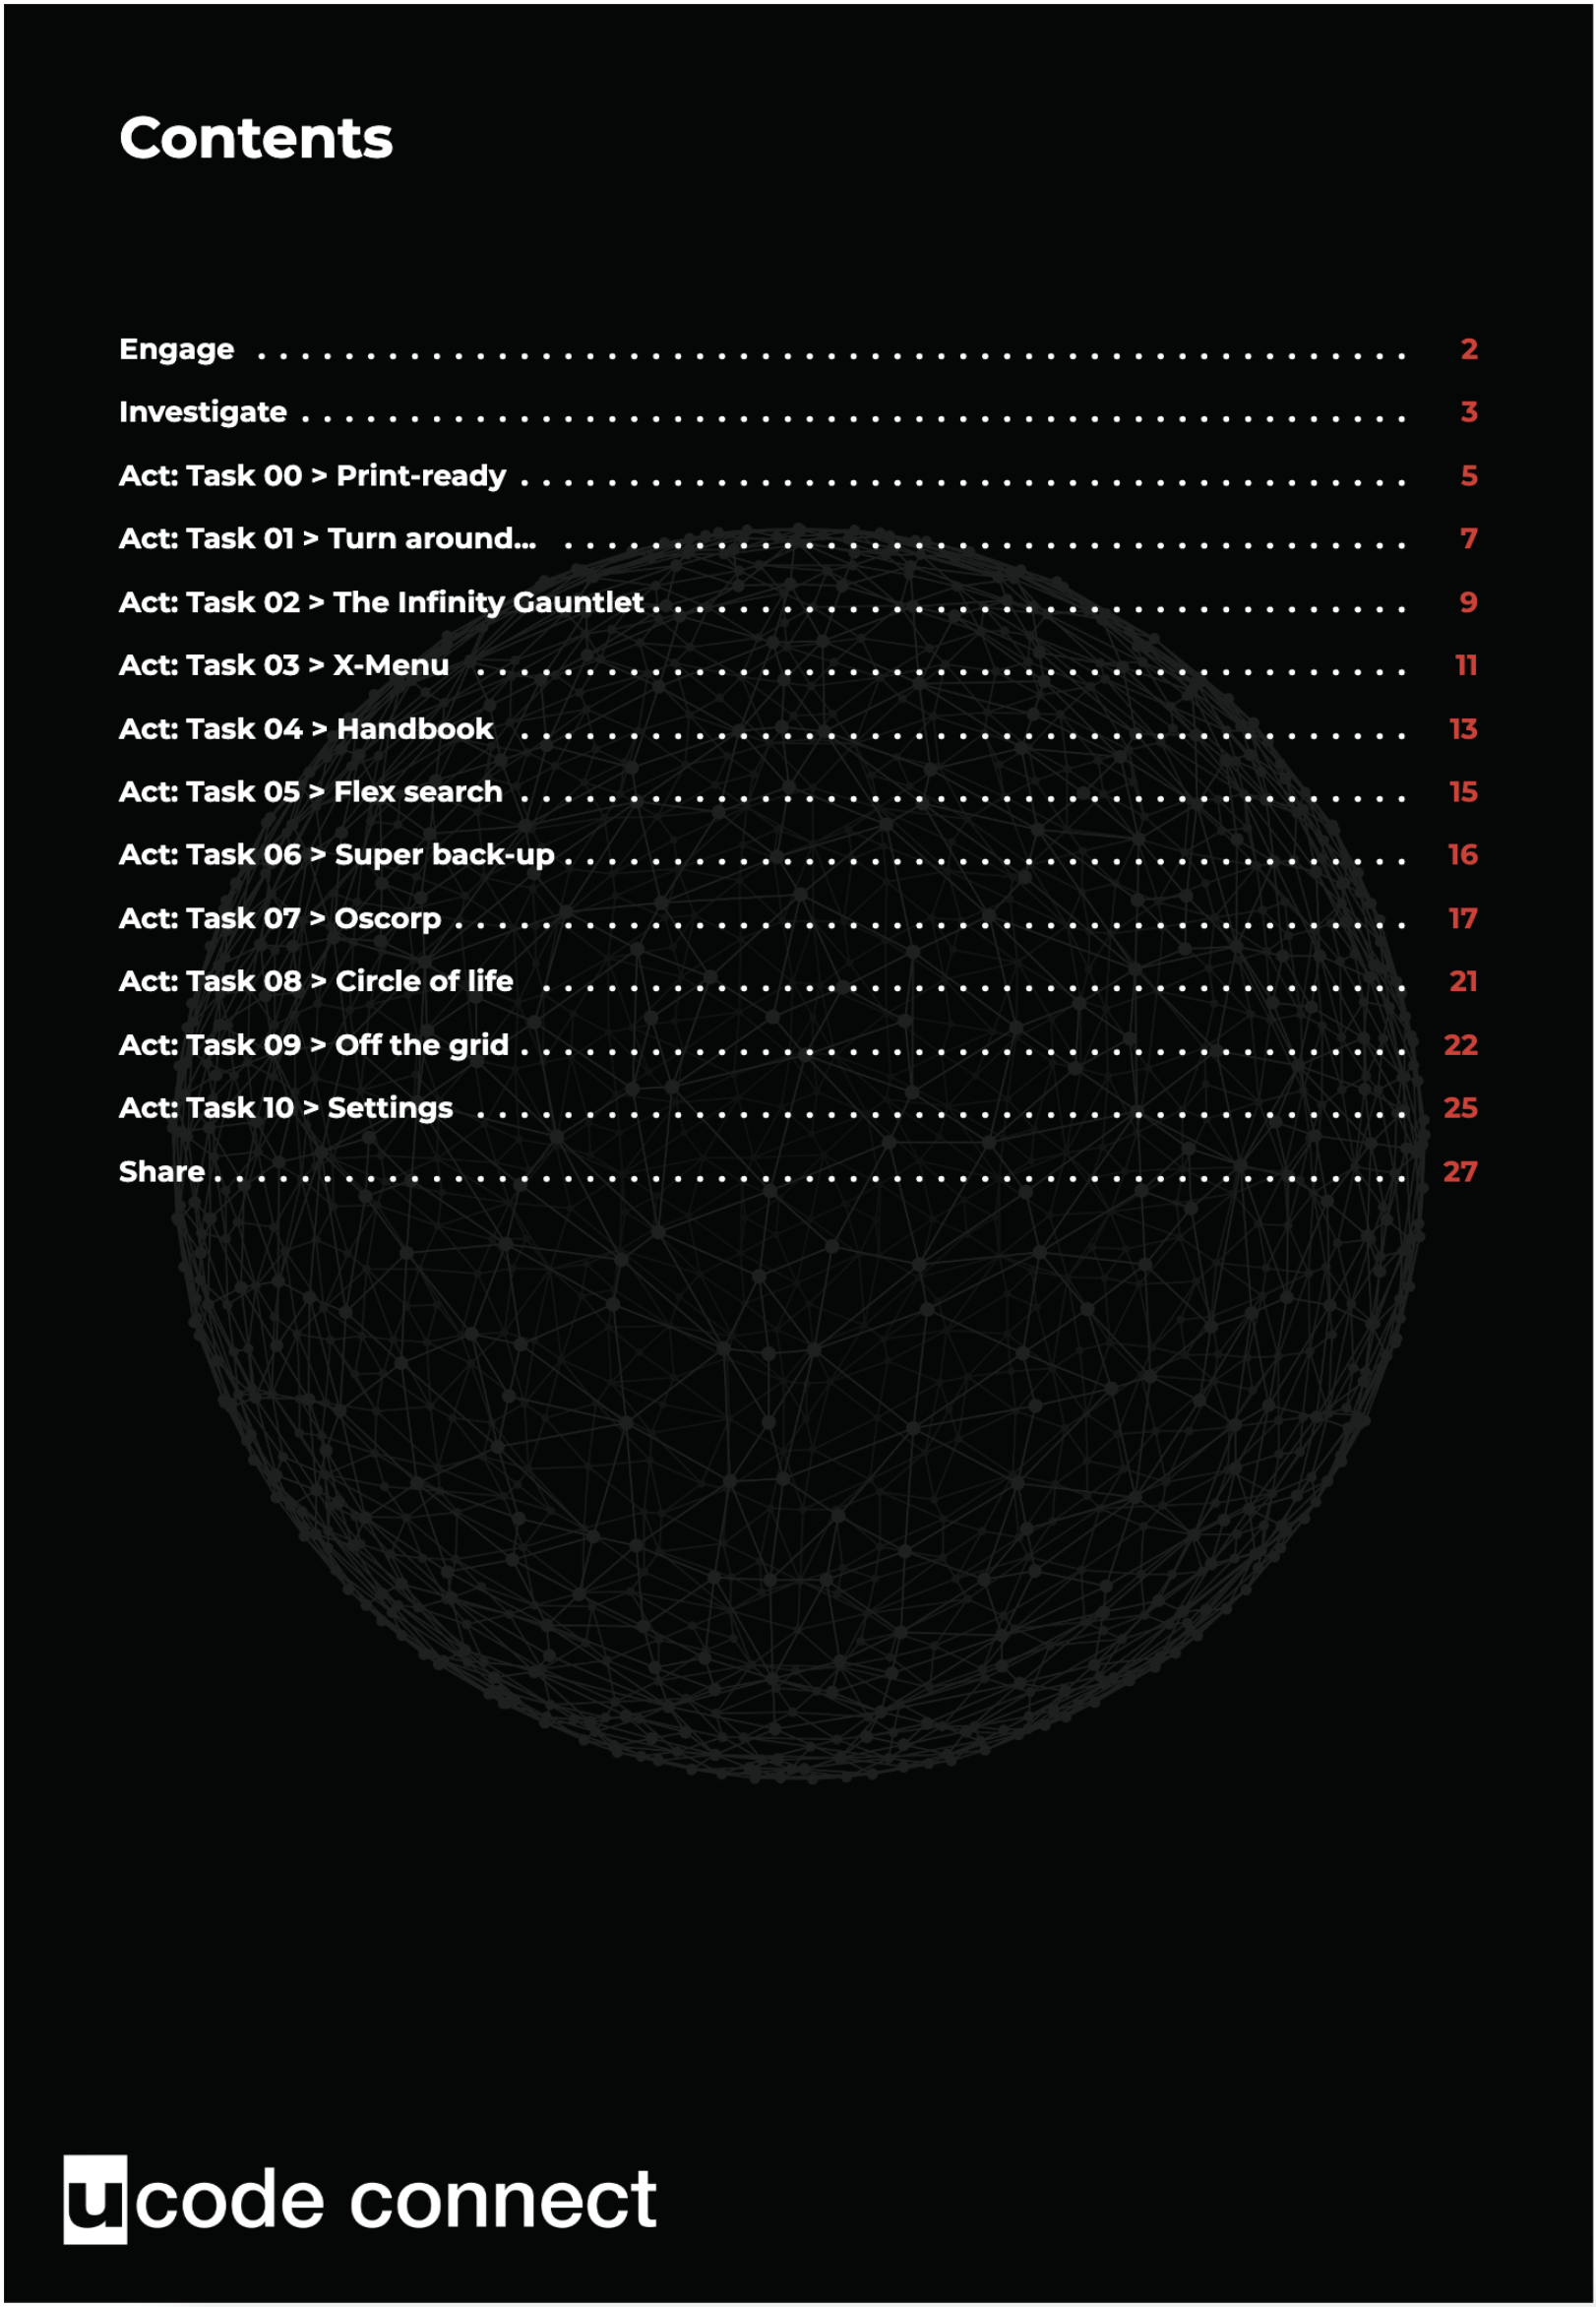 Contents
Engage . . . . . . . . . . . . . . . . . . . . . . . . . . . . . . . . . . . . . . . . . . . . . . . . . . . . . 2
Investigate . . . . . . . . . . . . . . . . . . . . . . . . . . . . . . . . . . . . . . . . . . . . . . . . . . . 3
Act: Task 00 > Print-ready . . . . . . . . . . . . . . . . . . . . . . . . . . . . . . . . . . . . . . . . . 5
Act: Task 01 > Turn around... . . . . . . . . . . . . . . . . . . . . . . . . . . . . . . . . . . . . . . . 7
Act: Task 02 > The Infinity Gauntlet . . . . . . . . . . . . . . . . . . . . . . . . . . . . . . . . . . . 9
Act: Task 03 > X-Menu . . . . . . . . . . . . . . . . . . . . . . . . . . . . . . . . . . . . . . . . . . . 11
Act: Task 04 > Handbook . . . . . . . . . . . . . . . . . . . . . . . . . . . . . . . . . . . . . . . . . 13
Act: Task 05 > Flex search . . . . . . . . . . . . . . . . . . . . . . . . . . . . . . . . . . . . . . . . . 15
Act: Task 06 > Super back-up . . . . . . . . . . . . . . . . . . . . . . . . . . . . . . . . . . . . . . . 16
Act: Task 07 > Oscorp . . . . . . . . . . . . . . . . . . . . . . . . . . . . . . . . . . . . . . . . . . . . 17
Act: Task 08 > Circle of life . . . . . . . . . . . . . . . . . . . . . . . . . . . . . . . . . . . . . . . . 21
Act: Task 09 > Off the grid . . . . . . . . . . . . . . . . . . . . . . . . . . . . . . . . . . . . . . . . . 22
Act: Task 10 > Settings . . . . . . . . . . . . . . . . . . . . . . . . . . . . . . . . . . . . . . . . . . . 25
Share . . . . . . . . . . . . . . . . . . . . . . . . . . . . . . . . . . . . . . . . . . . . . . . . . . . . . . . 27
ucode connect